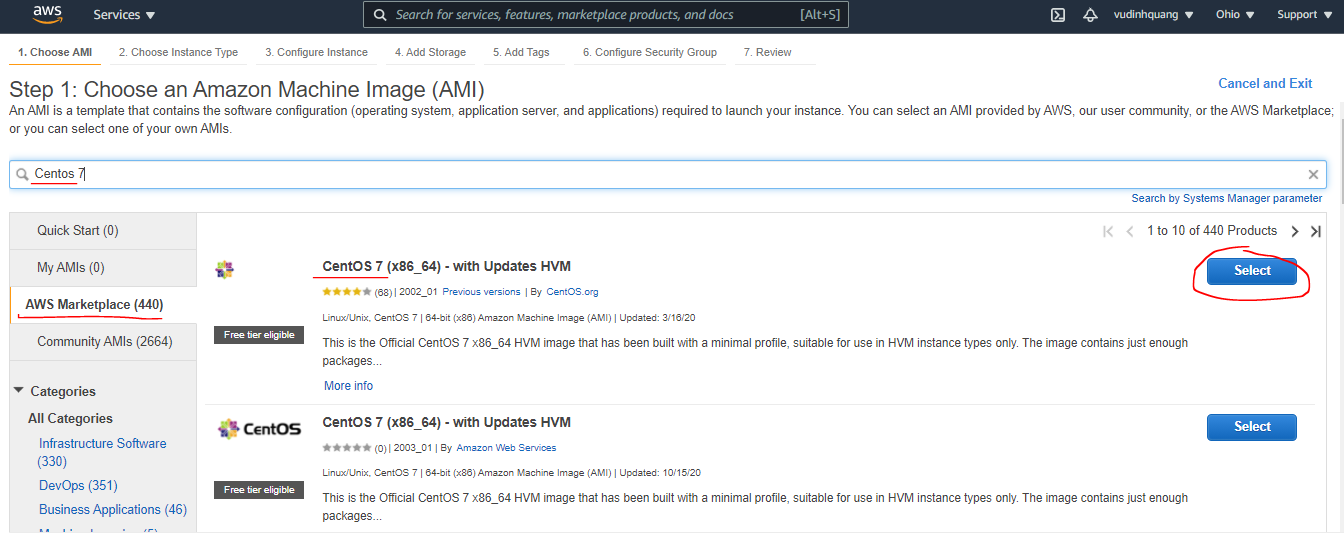 aws
Services
Search for services, features, marketplace products, and docs
[Alt+S]
vudinhquang
Ohio
Support
1. Choose AMI
2. Choose Instance Type
3. Configure Instance
4. Add Storage
5. Add Tags
6. Configure Security Group
7. Review
Step 1: Choose an Amazon Machine Image (AMI)
Cancel and Exit
An AMI is a template that contains the software configuration (operating system, application server, and applications) required to launch your instance. You can select an AMI provided by AWS, our user community, or the AWS Marketplace;
or you can select one of your own AMIs.
Centos 7
Search by Systems Manager parameter
Quick Start (0)
My AMIs (0)
AWS Marketplace (440)
Community AMIs (2664)
Categories
All Categories
Infrastructure Software
(330)
DevOps (351)
Business Applications (46)
1 to 10 of 440 Products
CentOS 7 (x86_64) - with Updates HVM
Select
(68) | 2002_01 Previous versions | By CentOS.org
Linux/Unix, CentOS 7 | 64-bit (x86) Amazon Machine Image (AMI) | Updated: 3/16/20
Free tier eligible
This is the Official CentOS 7 x86_64 HVM image that has been built with a minimal profile, suitable for use in HVM instance types only. The image contains just enough
packages...
More info
CentOS
CentOS 7 (x86_64) - with Updates HVM
Select
(0) | 2003_01 | By Amazon Web Services
Linux/Unix, CentOS 7 | 64-bit (x86) Amazon Machine Image (AMI) | Updated: 10/15/20
Free tier eligible
This is the Official CentOS 7 x86_64 HVM image that has been built with a minimal profile, suitable for use in HVM instance types only. The image contains just enough
packages...